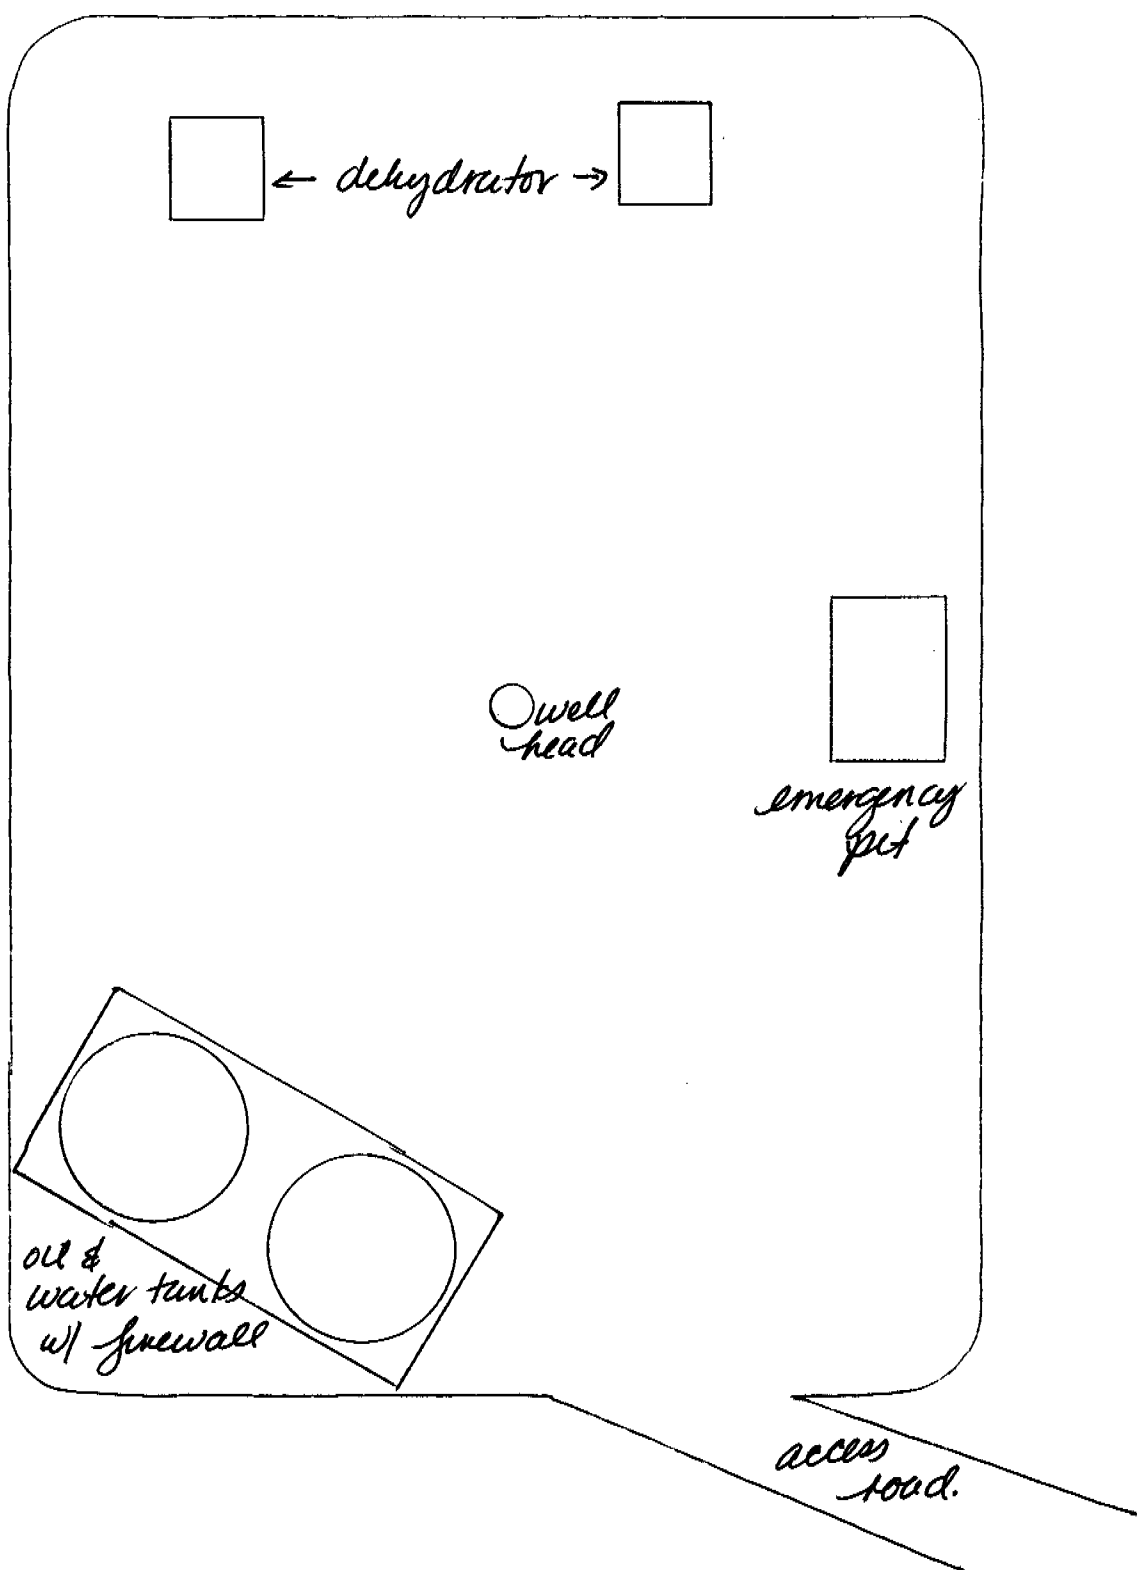 ← dehydrator →
well
head
emergency
pit
oil &
water tanks
w/ firewall
access
road.